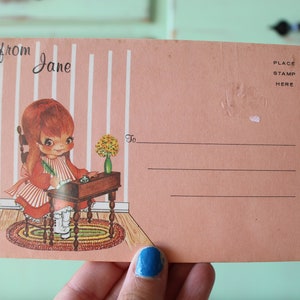 from
Jane
PLACE
STAMP
HERE
To